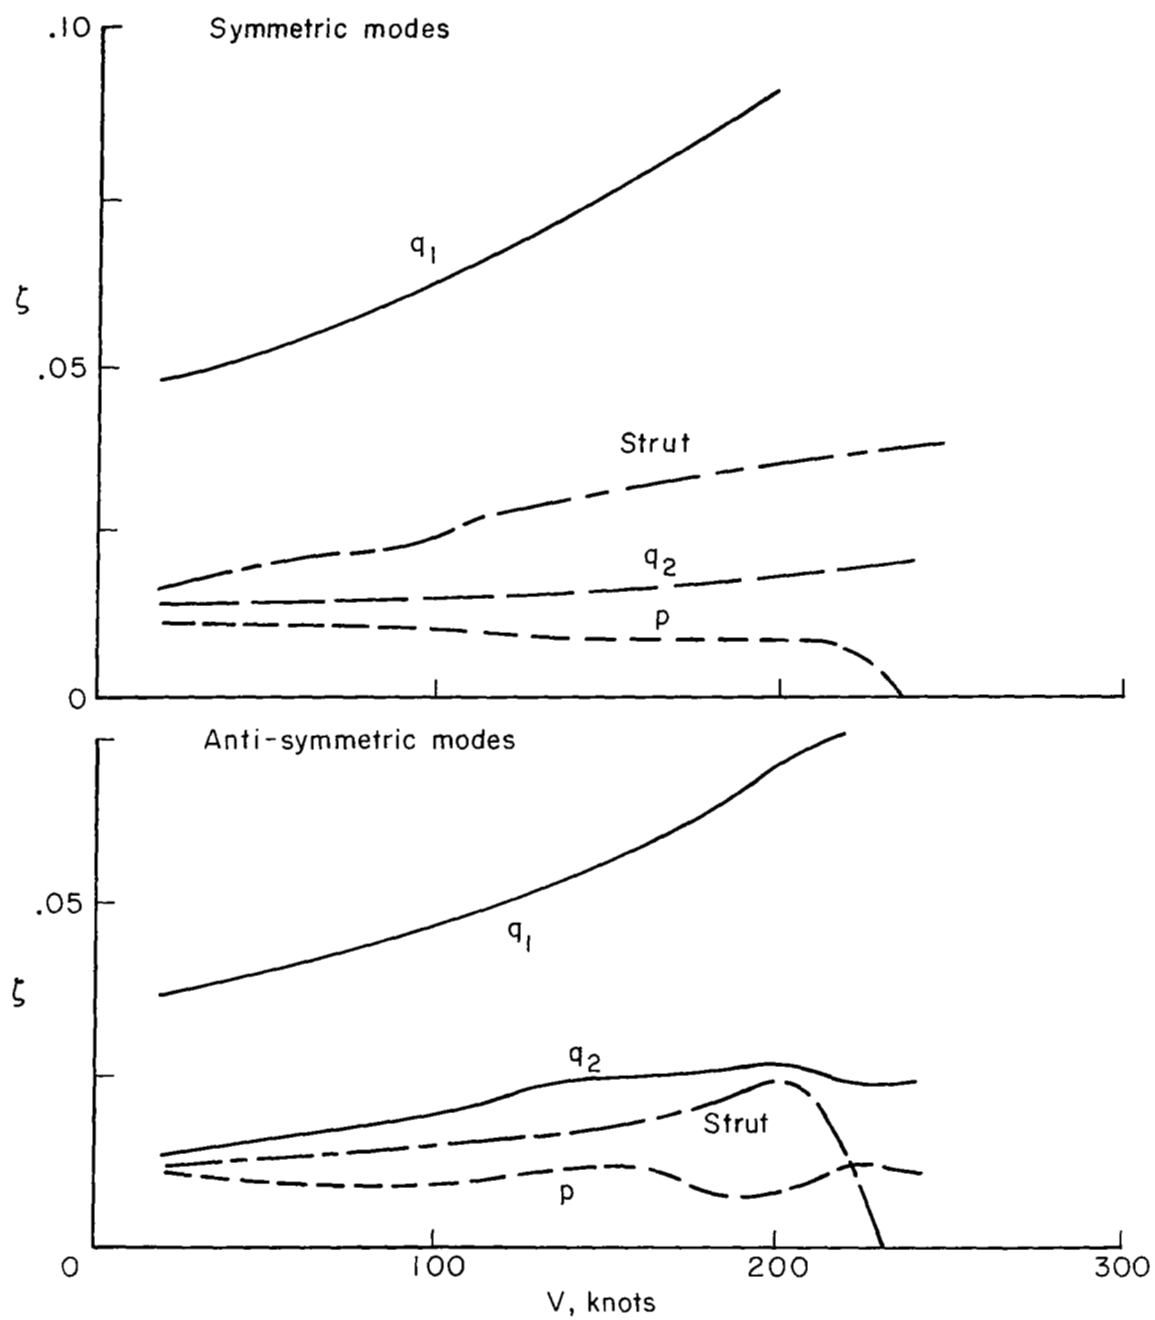 .10
Symmetric modes
q1
ζ
.05
Strut
q2
p
0
Anti-symmetric modes
.05
q1
ζ
q2
Strut
p
0 100 200 300
V, knots